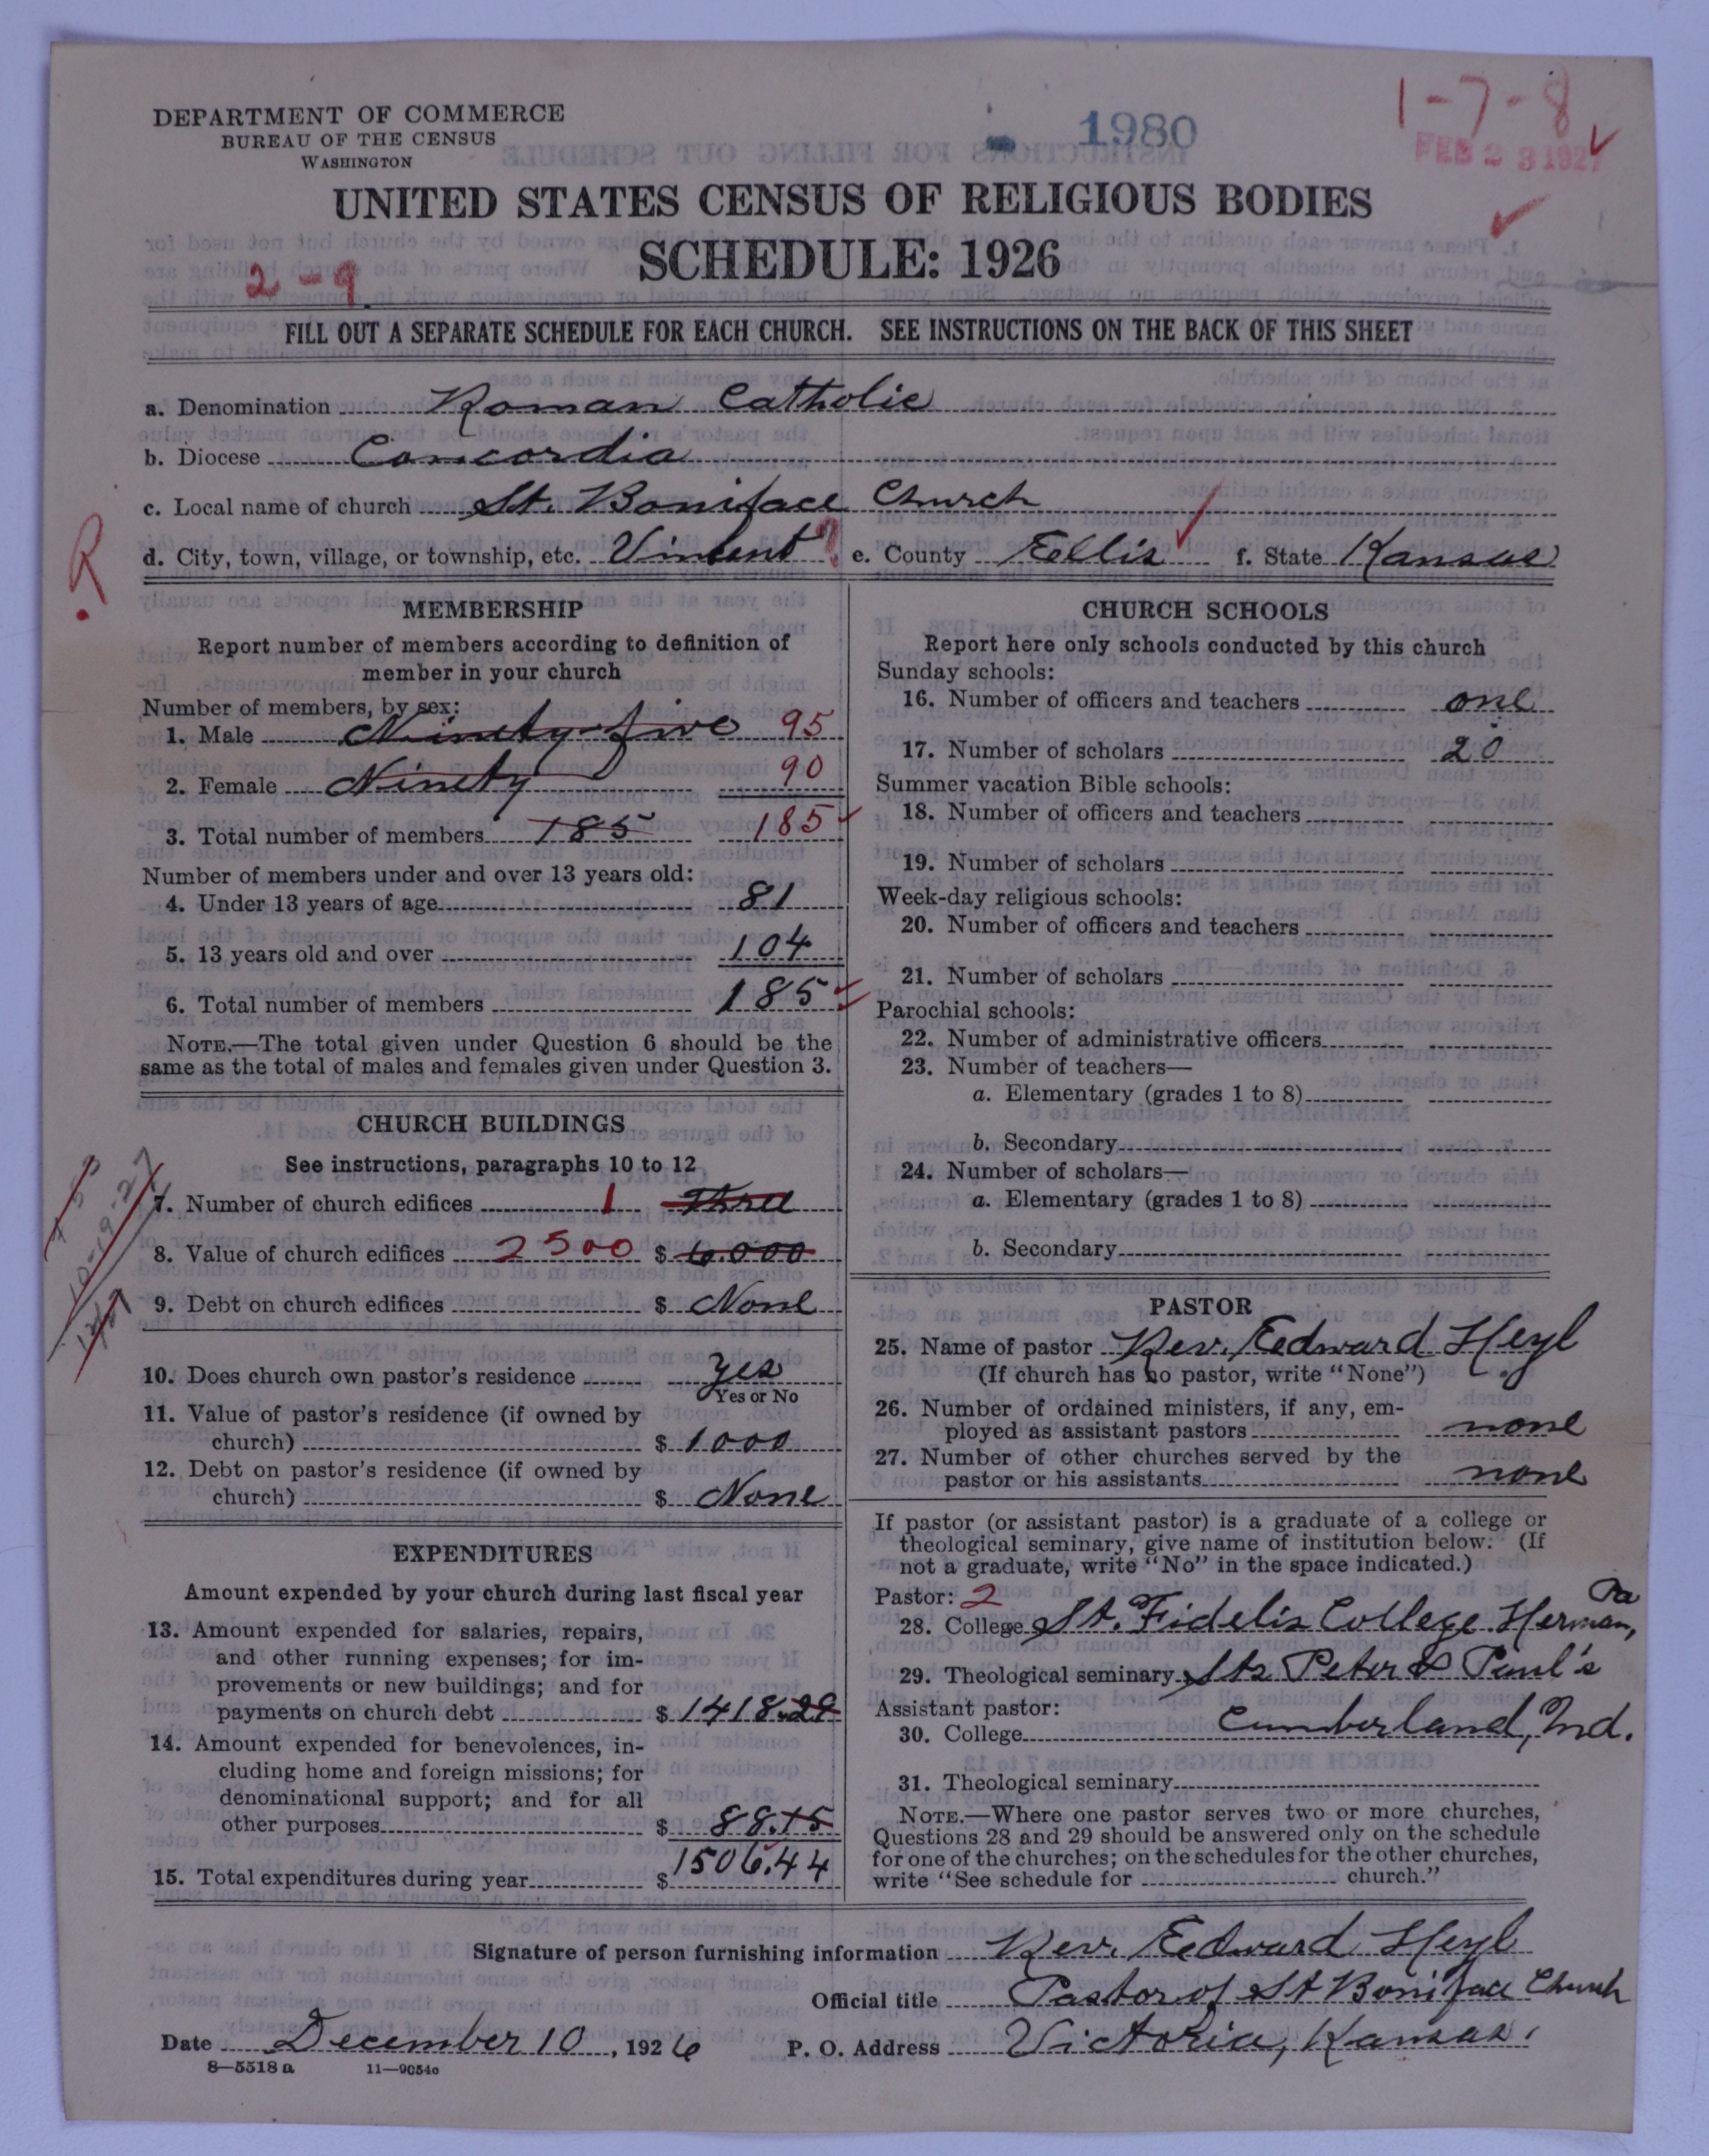 DEPARTMENT OF COMMERCE
BUREAU OF THE CENSUS
WASHINGTON
1980
1-7-8
FEB 23 1927
UNITED STATES CENSUS OF RELIGIOUS BODIES
SCHEDULE: 1926
2-9
FILL OUT A SEPARATE SCHEDULE FOR EACH CHURCH. SEE INSTRUCTIONS ON THE BACK OF THIS SHEET
a. Denomination Roman Catholic
b. Diocese Concordia
c. Local name of church St. Boniface Church
R
d. City, town, village, or township, etc. Vincent ? e. County Ellis f. State Kansas
MEMBERSHIP
Report number of members according to definition of
member in your church
Number of members, by sex:
1. Male Ninety-five 95
2. Female Ninety 90
3. Total number of members 185 185
Number of members under and over 13 years old:
4. Under 13 years of age 81
5. 13 years old and over 104
6. Total number of members 185
NOTE.—The total given under Question 6 should be the
same as the total of males and females given under Question 3.
CHURCH BUILDINGS
See instructions, paragraphs 10 to 12
7. Number of church edifices 1 Three
8. Value of church edifices 2500 $ 6.000
9. Debt on church edifices $ None
10. Does church own pastor's residence yes
Yes or No
11. Value of pastor's residence (if owned by
church) $ 1000
12. Debt on pastor's residence (if owned by
church) $ None
EXPENDITURES
Amount expended by your church during last fiscal year
13. Amount expended for salaries, repairs,
and other running expenses; for im-
provements or new buildings; and for
payments on church debt $ 1418.29
14. Amount expended for benevolences, in-
cluding home and foreign missions; for
denominational support; and for all
other purposes $ 88.15
15. Total expenditures during year $ 1506.44
CHURCH SCHOOLS
Report here only schools conducted by this church
Sunday schools:
16. Number of officers and teachers one
17. Number of scholars 20
Summer vacation Bible schools:
18. Number of officers and teachers
19. Number of scholars
Week-day religious schools:
20. Number of officers and teachers
21. Number of scholars
Parochial schools:
22. Number of administrative officers
23. Number of teachers—
a. Elementary (grades 1 to 8)
b. Secondary
24. Number of scholars—
a. Elementary (grades 1 to 8)
b. Secondary
PASTOR
25. Name of pastor Rev. Edward Heyl
(If church has no pastor, write "None")
26. Number of ordained ministers, if any, em-
ployed as assistant pastors none
27. Number of other churches served by the
pastor or his assistants none
If pastor (or assistant pastor) is a graduate of a college or
theological seminary, give name of institution below. (If
not a graduate, write "No" in the space indicated.)
Pastor: 2
28. College St. Fidelis College Herman, Pa
29. Theological seminary Sts Peter & Paul's
Assistant pastor: Cumberland, Md.
30. College
31. Theological seminary
NOTE.—Where one pastor serves two or more churches,
Questions 28 and 29 should be answered only on the schedule
for one of the churches; on the schedules for the other churches,
write "See schedule for church."
Signature of person furnishing information Rev. Edward Heyl
Official title Pastor of St Boniface Church
Date December 10, 1926 P. O. Address Victoria, Kansas.
8—5518 a 11—9054c